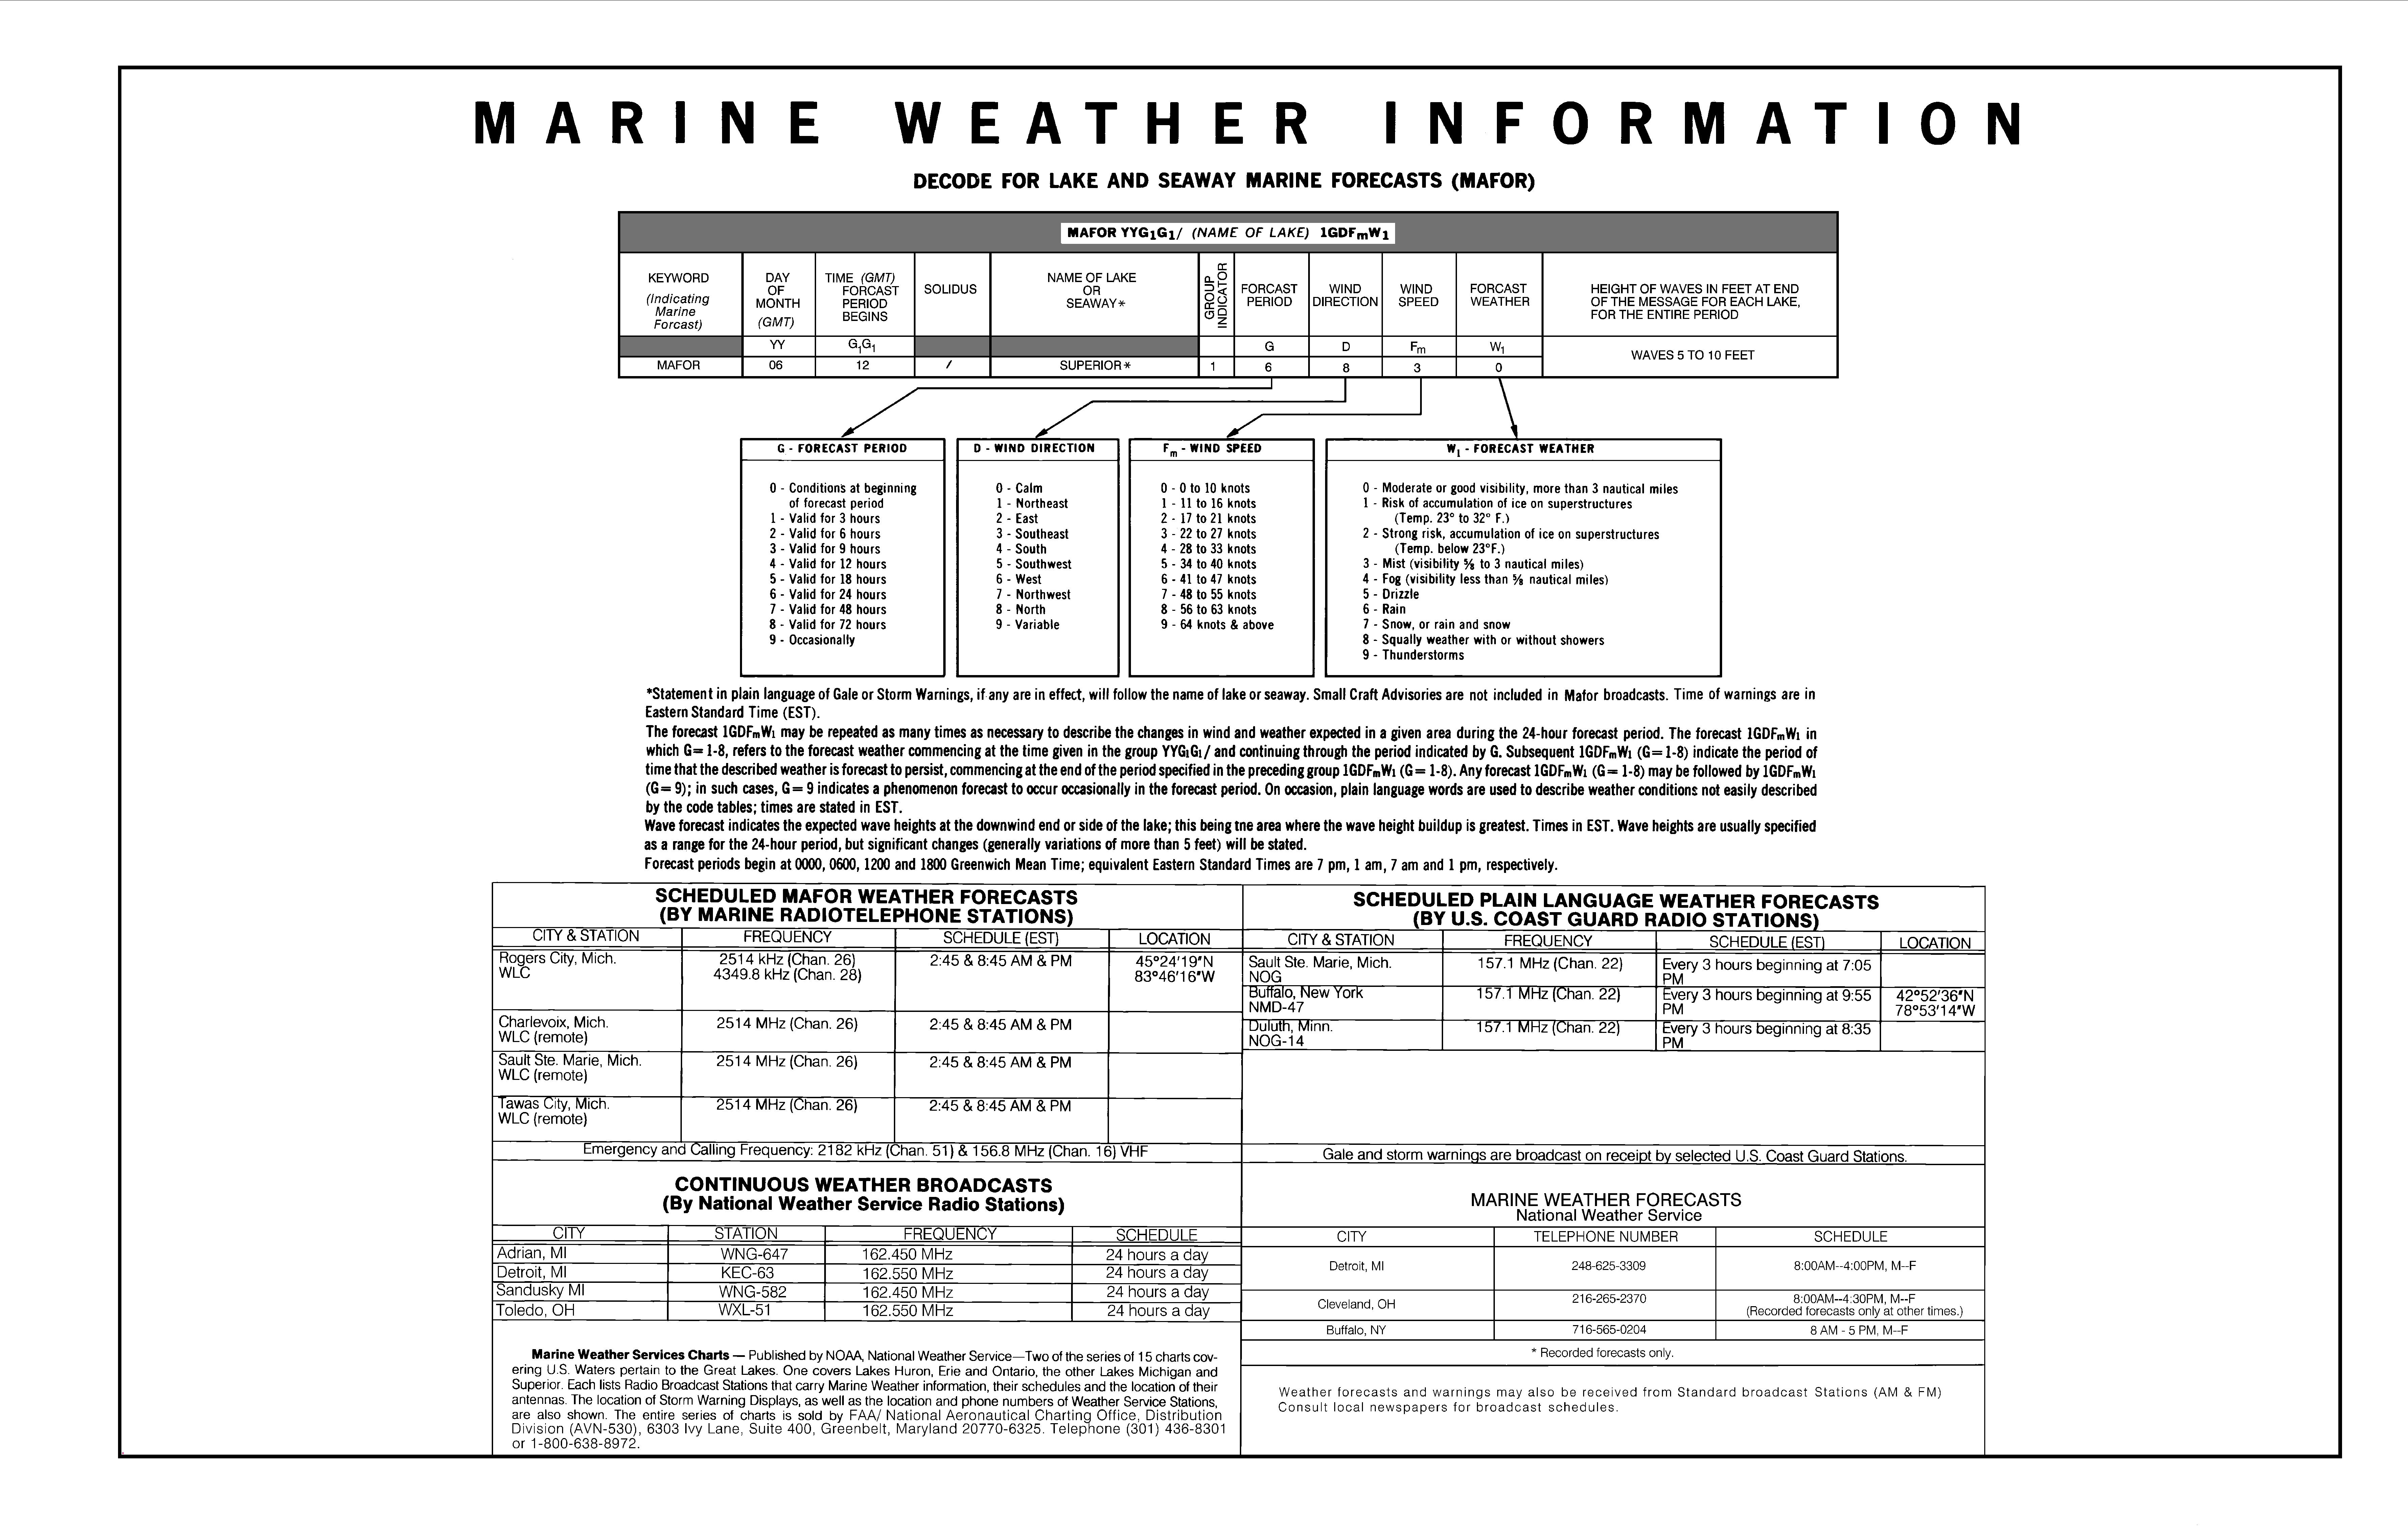 MARINE WEATHER INFORMATION
DECODE FOR LAKE AND SEAWAY MARINE FORECASTS (MAFOR)
MAFOR YYG1G1/ (NAME OF LAKE) 1GDFmW1
KEYWORD
(Indicating
Marine
Forcast)
DAY
OF
MONTH
(GMT)
TIME (GMT)
FORCAST
PERIOD
BEGINS
SOLIDUS
NAME OF LAKE
OR
SEAWAY*
GROUP
INDICATOR
FORCAST
PERIOD
WIND
DIRECTION
WIND
SPEED
FORCAST
WEATHER
HEIGHT OF WAVES IN FEET AT END
OF THE MESSAGE FOR EACH LAKE,
FOR THE ENTIRE PERIOD
YY G1G1 G D Fm W1
MAFOR 06 12 / SUPERIOR* 1 6 8 3 0 WAVES 5 TO 10 FEET
G - FORECAST PERIOD
0 - Conditions at beginning
of forecast period
1 - Valid for 3 hours
2 - Valid for 6 hours
3 - Valid for 9 hours
4 - Valid for 12 hours
5 - Valid for 18 hours
6 - Valid for 24 hours
7 - Valid for 48 hours
8 - Valid for 72 hours
9 - Occasionally
D - WIND DIRECTION
0 - Calm
1 - Northeast
2 - East
3 - Southeast
4 - South
5 - Southwest
6 - West
7 - Northwest
8 - North
9 - Variable
Fm - WIND SPEED
0 - 0 to 10 knots
1 - 11 to 16 knots
2 - 17 to 21 knots
3 - 22 to 27 knots
4 - 28 to 33 knots
5 - 34 to 40 knots
6 - 41 to 47 knots
7 - 48 to 55 knots
8 - 56 to 63 knots
9 - 64 knots & above
W1 - FORECAST WEATHER
0 - Moderate or good visibility, more than 3 nautical miles
1 - Risk of accumulation of ice on superstructures
(Temp. 23° to 32° F.)
2 - Strong risk, accumulation of ice on superstructures
(Temp. below 23°F.)
3 - Mist (visibility ⅝ to 3 nautical miles)
4 - Fog (visibility less than ⅝ nautical miles)
5 - Drizzle
6 - Rain
7 - Snow, or rain and snow
8 - Squally weather with or without showers
9 - Thunderstorms
*Statement in plain language of Gale or Storm Warnings, if any are in effect, will follow the name of lake or seaway. Small Craft Advisories are not included in Mafor broadcasts. Time of warnings are in
Eastern Standard Time (EST).
The forecast 1GDFmW1 may be repeated as many times as necessary to describe the changes in wind and weather expected in a given area during the 24-hour forecast period. The forecast 1GDFmW1 in
which G= 1-8, refers to the forecast weather commencing at the time given in the group YYG1G1/ and continuing through the period indicated by G. Subsequent 1GDFmW1 (G= 1-8) indicate the period of
time that the described weather is forecast to persist, commencing at the end of the period specified in the preceding group 1GDFmW1 (G= 1-8). Any forecast 1GDFmW1 (G= 1-8) may be followed by 1GDFmW1
(G= 9); in such cases, G= 9 indicates a phenomenon forecast to occur occasionally in the forecast period. On occasion, plain language words are used to describe weather conditions not easily described
by the code tables; times are stated in EST.
Wave forecast indicates the expected wave heights at the downwind end or side of the lake; this being tne area where the wave height buildup is greatest. Times in EST. Wave heights are usually specified
as a range for the 24-hour period, but significant changes (generally variations of more than 5 feet) will be stated.
Forecast periods begin at 0000, 0600, 1200 and 1800 Greenwich Mean Time; equivalent Eastern Standard Times are 7 pm, 1 am, 7 am and 1 pm, respectively.
SCHEDULED MAFOR WEATHER FORECASTS
(BY MARINE RADIOTELEPHONE STATIONS)
CITY & STATION FREQUENCY SCHEDULE (EST) LOCATION
Rogers City, Mich. 2514 kHz (Chan. 26) 2:45 & 8:45 AM & PM 45°24'19"N
WLC 4349.8 kHz (Chan. 28) 83°46'16"W
Charlevoix, Mich. 2514 MHz (Chan. 26) 2:45 & 8:45 AM & PM
WLC (remote)
Sault Ste. Marie, Mich. 2514 MHz (Chan. 26) 2:45 & 8:45 AM & PM
WLC (remote)
Tawas City, Mich. 2514 MHz (Chan. 26) 2:45 & 8:45 AM & PM
WLC (remote)
Emergency and Calling Frequency: 2182 kHz (Chan. 51) & 156.8 MHz (Chan. 16) VHF
SCHEDULED PLAIN LANGUAGE WEATHER FORECASTS
(BY U.S. COAST GUARD RADIO STATIONS)
CITY & STATION FREQUENCY SCHEDULE (EST) LOCATION
Sault Ste. Marie, Mich. 157.1 MHz (Chan. 22) Every 3 hours beginning at 7:05
NOG PM
Buffalo, New York 157.1 MHz (Chan. 22) Every 3 hours beginning at 9:55 42°52'36"N
NMD-47 PM 78°53'14"W
Duluth, Minn. 157.1 MHz (Chan. 22) Every 3 hours beginning at 8:35
NOG-14 PM
Gale and storm warnings are broadcast on receipt by selected U.S. Coast Guard Stations.
CONTINUOUS WEATHER BROADCASTS
(By National Weather Service Radio Stations)
CITY STATION FREQUENCY SCHEDULE
Adrian, MI WNG-647 162.450 MHz 24 hours a day
Detroit, MI KEC-63 162.550 MHz 24 hours a day
Sandusky MI WNG-582 162.450 MHz 24 hours a day
Toledo, OH WXL-51 162.550 MHz 24 hours a day
Marine Weather Services Charts — Published by NOAA, National Weather Service—Two of the series of 15 charts cov-
ering U.S. Waters pertain to the Great Lakes. One covers Lakes Huron, Erie and Ontario, the other Lakes Michigan and
Superior. Each lists Radio Broadcast Stations that carry Marine Weather information, their schedules and the location of their
antennas. The location of Storm Warning Displays, as well as the location and phone numbers of Weather Service Stations,
are also shown. The entire series of charts is sold by FAA/ National Aeronautical Charting Office, Distribution
Division (AVN-530), 6303 Ivy Lane, Suite 400, Greenbelt, Maryland 20770-6325. Telephone (301) 436-8301
or 1-800-638-8972.
MARINE WEATHER FORECASTS
National Weather Service
CITY TELEPHONE NUMBER SCHEDULE
Detroit, MI 248-625-3309 8:00AM--4:00PM, M--F
Cleveland, OH 216-265-2370 8:00AM--4:30PM, M--F
(Recorded forecasts only at other times.)
Buffalo, NY 716-565-0204 8 AM - 5 PM, M--F
* Recorded forecasts only.
Weather forecasts and warnings may also be received from Standard broadcast Stations (AM & FM)
Consult local newspapers for broadcast schedules.